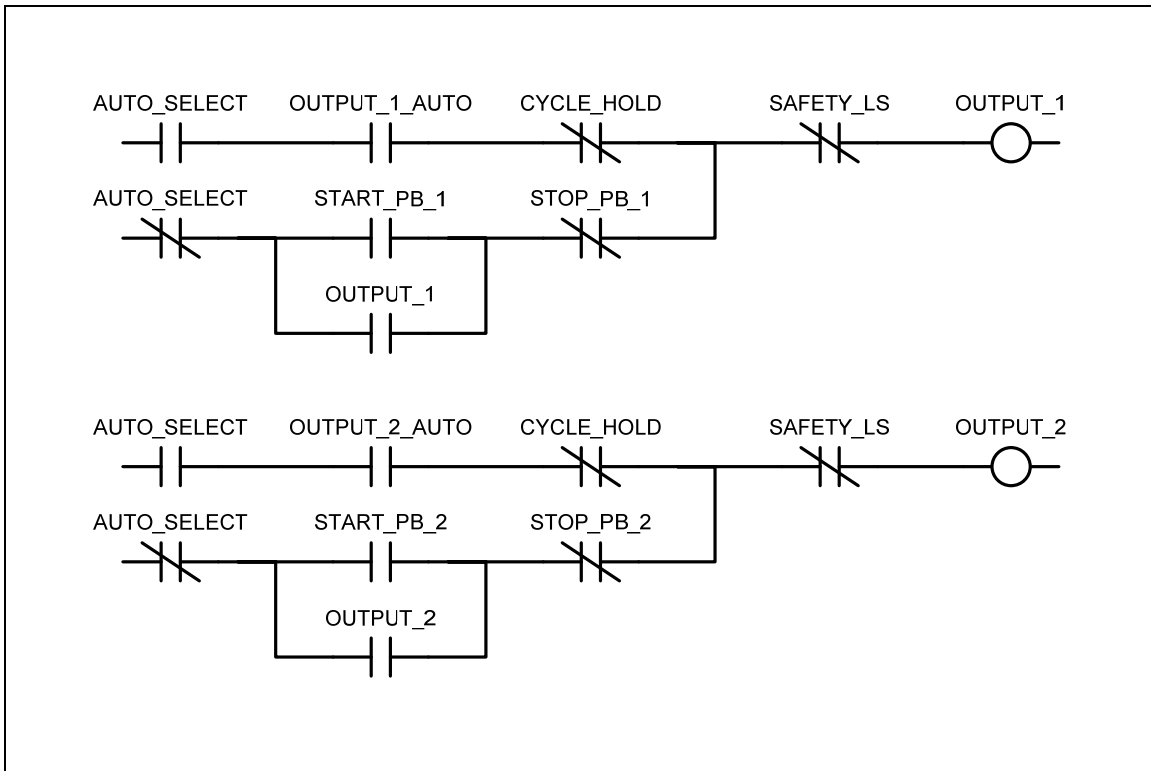 AUTO_SELECT OUTPUT_1_AUTO CYCLE_HOLD SAFETY_LS OUTPUT_1
AUTO_SELECT START_PB_1 STOP_PB_1
OUTPUT_1
AUTO_SELECT OUTPUT_2_AUTO CYCLE_HOLD SAFETY_LS OUTPUT_2
AUTO_SELECT START_PB_2 STOP_PB_2
OUTPUT_2